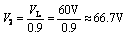 V₂ = V_L / 0.9 = 60V / 0.9 ≈ 66.7V